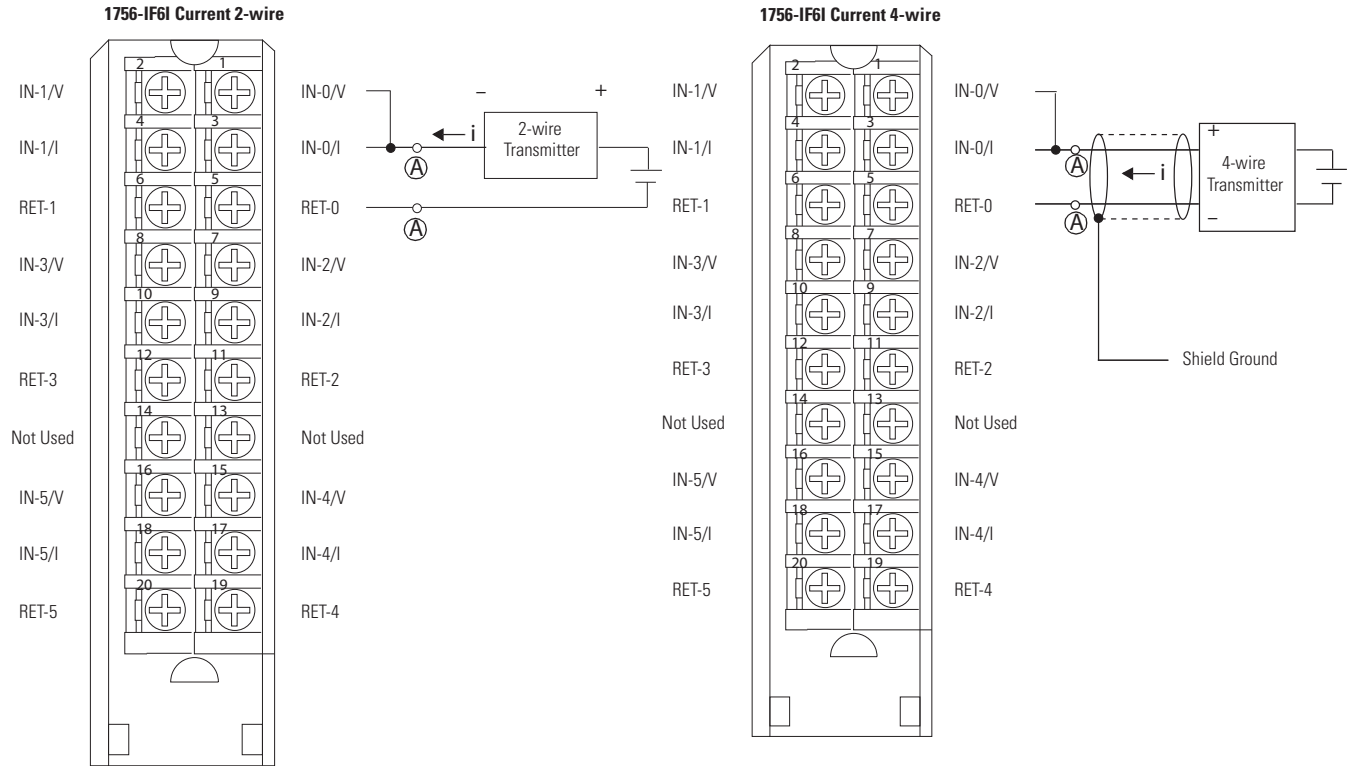 1756-IF6I Current 2-wire
2 1
IN-1/V IN-0/V
4 3
IN-1/I IN-0/I
6 5
RET-1 RET-0
8 7
IN-3/V IN-2/V
10 9
IN-3/I IN-2/I
12 11
RET-3 RET-2
14 13
Not Used Not Used
16 15
IN-5/V IN-4/V
18 17
IN-5/I IN-4/I
20 19
RET-5 RET-4
– +
i
2-wire
Transmitter
A
A
1756-IF6I Current 4-wire
2 1
IN-1/V IN-0/V
4 3
IN-1/I IN-0/I
6 5
RET-1 RET-0
8 7
IN-3/V IN-2/V
10 9
IN-3/I IN-2/I
12 11
RET-3 RET-2
14 13
Not Used Not Used
16 15
IN-5/V IN-4/V
18 17
IN-5/I IN-4/I
20 19
RET-5 RET-4
+
A
i
4-wire
Transmitter
A
–
Shield Ground